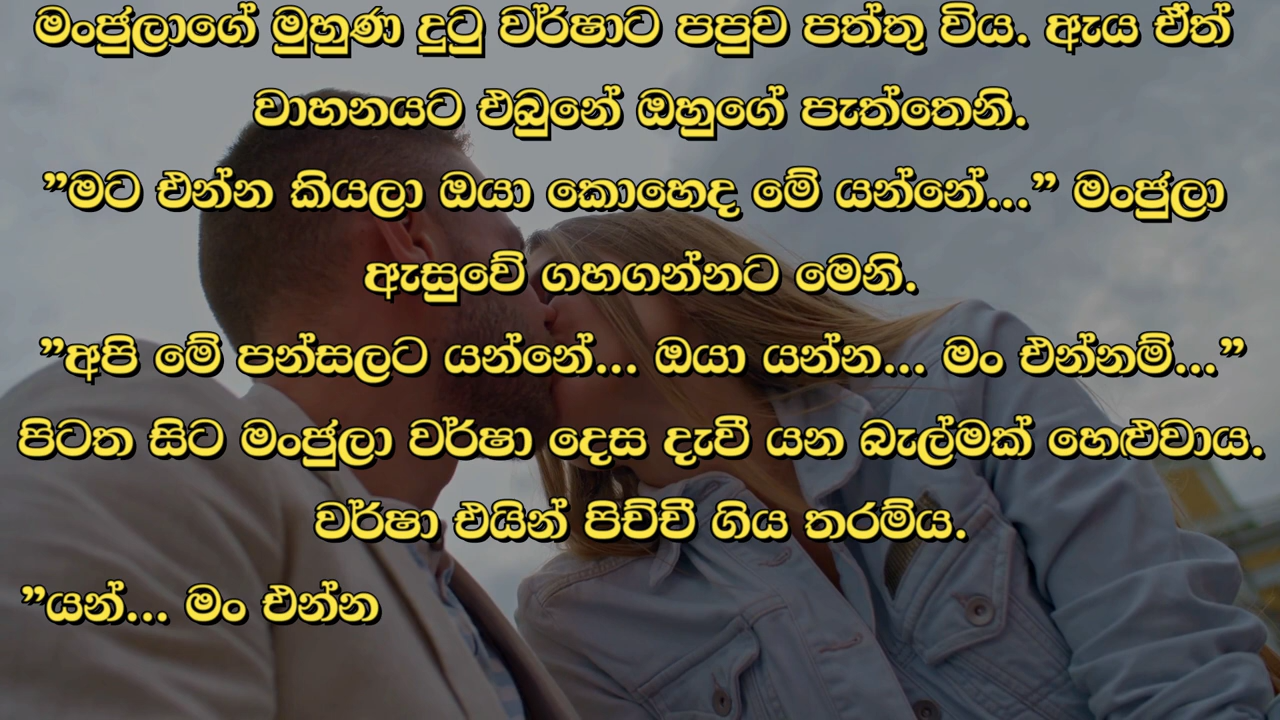 මංජුලාගේ මුහුණ දුටු වර්ෂාට පපුව පත්තු විය. ඇය ඒත්
වාහනයට එබුනේ ඔහුගේ පැත්තෙනි.
”මට එන්න කියලා ඔයා කොහෙද මේ යන්නේ...” මංජුලා
ඇසුවේ ගහගන්නට මෙනි.
”අපි මේ පන්සලට යන්නේ... ඔයා යන්න... මං එන්නම්...”
පිටත සිට මංජුලා වර්ෂා දෙස දැවී යන බැල්මක් හෙළුවාය.
වර්ෂා එයින් පිච්චී ගිය තරම්ය.
”යන්... මං එන්න